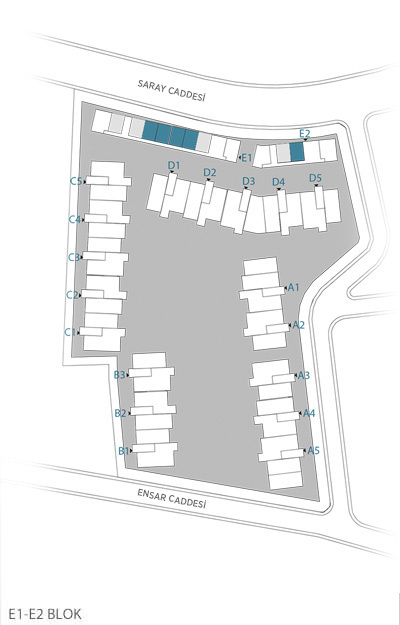 SARAY CADDESİ
E2
E1
D1
D2
D3
D4
D5
C5
C4
C3
C2
C1
A1
A2
B3
A3
B2
A4
B1
A5
ENSAR CADDESİ
E1-E2 BLOK